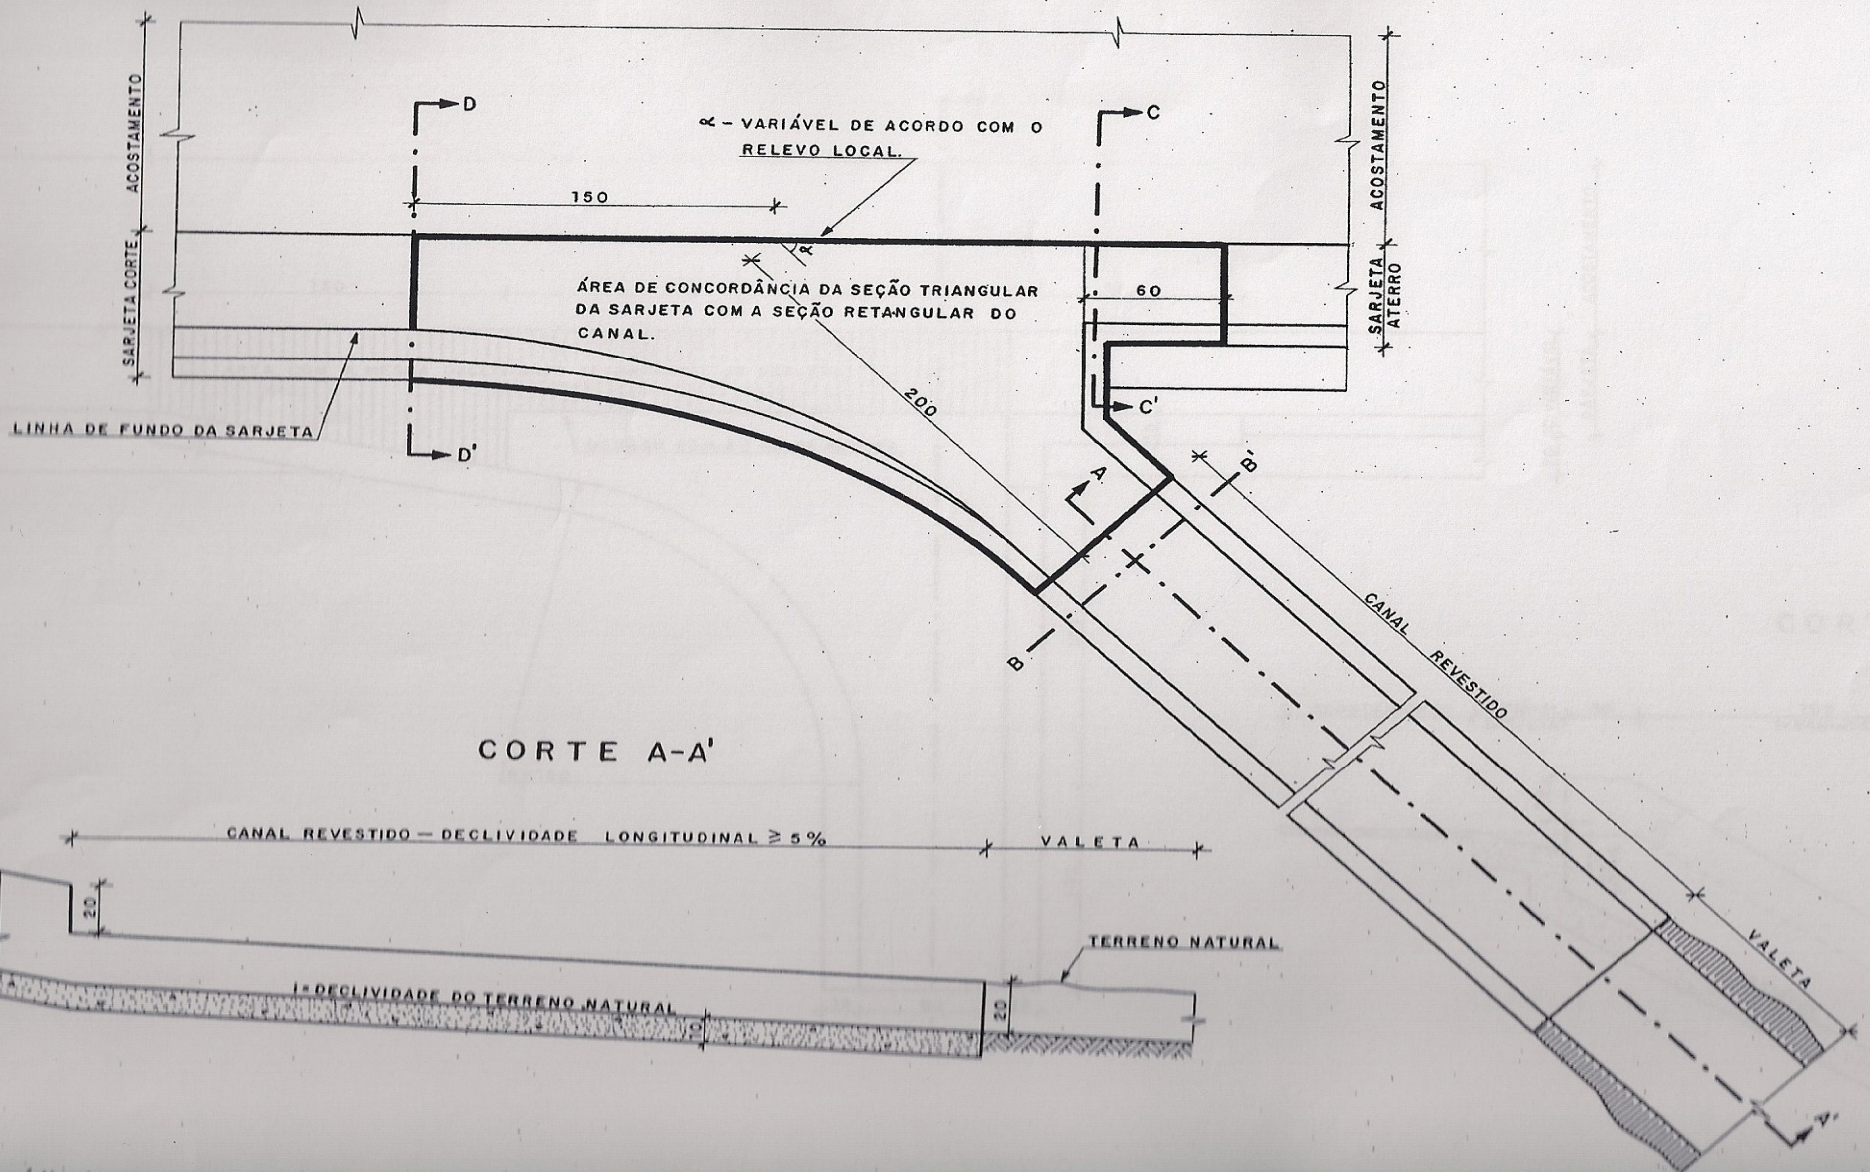 ACOSTAMENTO
SARJETA CORTE
D
α - VARIÁVEL DE ACORDO COM O
RELEVO LOCAL.
C
ACOSTAMENTO
SARJETA
ATERRO
150
α
ÁREA DE CONCORDÂNCIA DA SEÇÃO TRIANGULAR
DA SARJETA COM A SEÇÃO RETANGULAR DO
CANAL.
60
200
LINHA DE FUNDO DA SARJETA
D'
C'
A
B'
B
CANAL REVESTIDO
VALETA
A'
CORTE A-A'
CANAL REVESTIDO — DECLIVIDADE LONGITUDINAL ≥ 5%
VALETA
20
TERRENO NATURAL
i = DECLIVIDADE DO TERRENO NATURAL
10
20